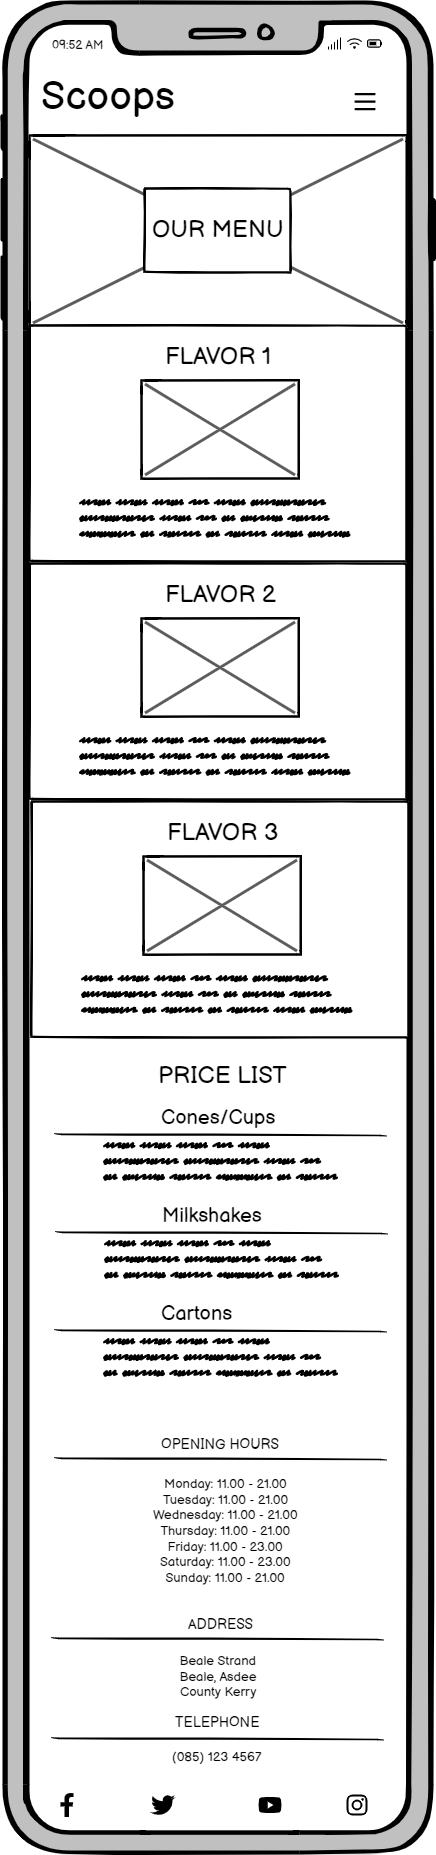 09:52 AM
Scoops
OUR MENU
FLAVOR 1
FLAVOR 2
FLAVOR 3
PRICE LIST
Cones/Cups
Milkshakes
Cartons
OPENING HOURS
Monday: 11.00 - 21.00
Tuesday: 11.00 - 21.00
Wednesday: 11.00 - 21.00
Thursday: 11.00 - 21.00
Friday: 11.00 - 23.00
Saturday: 11.00 - 23.00
Sunday: 11.00 - 21.00
ADDRESS
Beale Strand
Beale, Asdee
County Kerry
TELEPHONE
(085) 123 4567